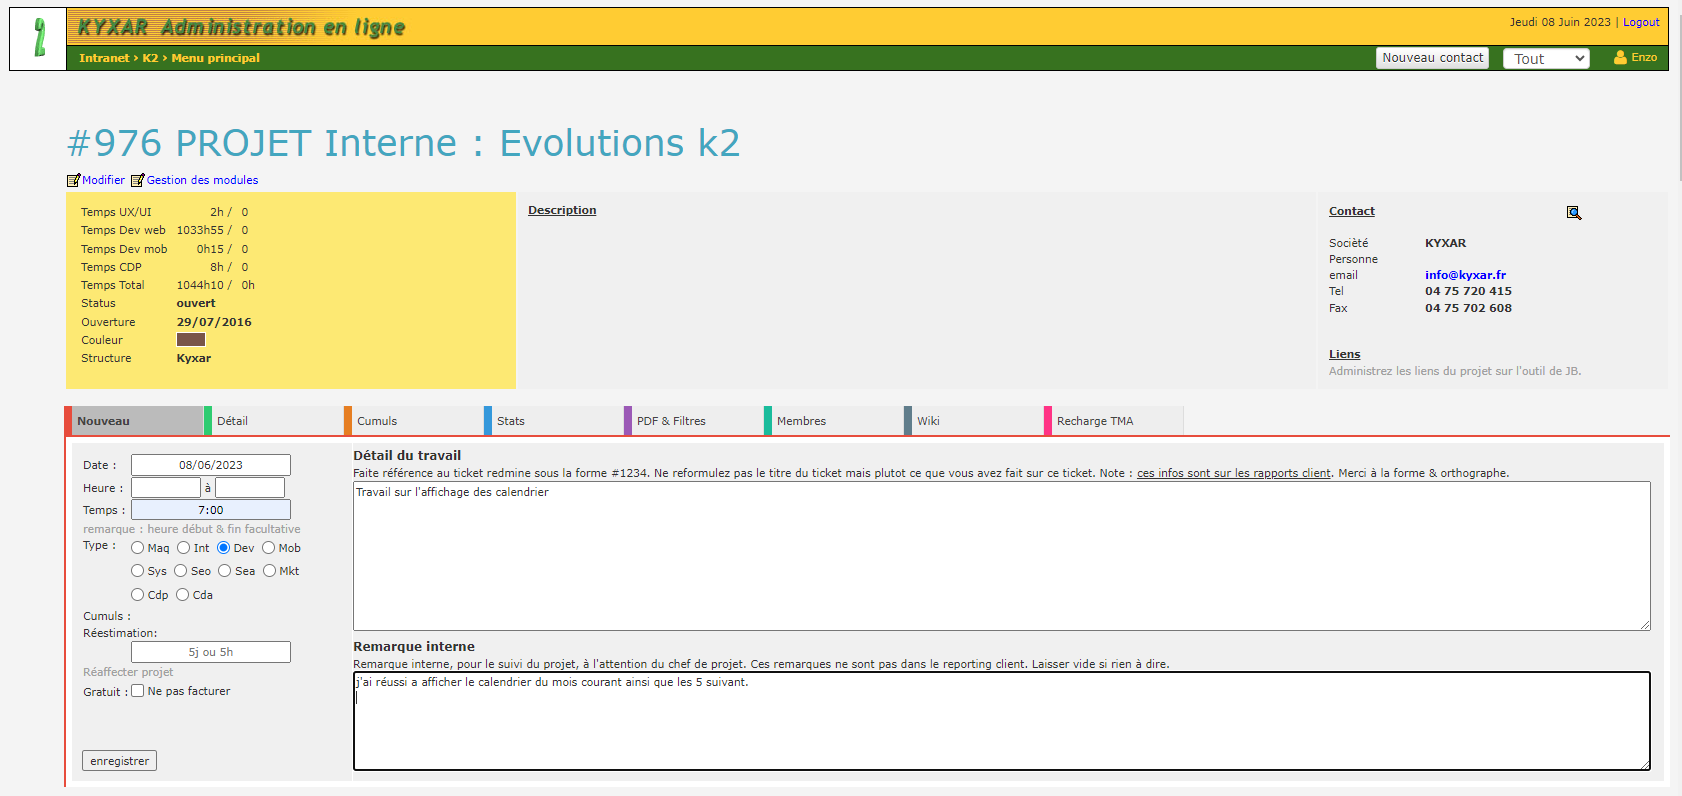 KYXAR Administration en ligne
Jeudi 08 Juin 2023 | Logout
Intranet › K2 › Menu principal
Nouveau contact
Tout
Enzo
#976 PROJET Interne : Evolutions k2
Modifier Gestion des modules
Temps UX/UI 2h / 0
Temps Dev web 1033h55 / 0
Temps Dev mob 0h15 / 0
Temps CDP 8h / 0
Temps Total 1044h10 / 0h
Status ouvert
Ouverture 29/07/2016
Couleur
Structure Kyxar
Description
Contact
Socièté KYXAR
Personne
email info@kyxar.fr
Tel 04 75 720 415
Fax 04 75 702 608
Liens
Administrez les liens du projet sur l'outil de JB.
Nouveau Détail Cumuls Stats PDF & Filtres Membres Wiki Recharge TMA
Date : 08/06/2023
Heure : à
Temps : 7:00
remarque : heure début & fin facultative
Type : Maq Int Dev Mob
Sys Seo Sea Mkt
Cdp Cda
Cumuls :
Réestimation:
5j ou 5h
Réaffecter projet
Gratuit : Ne pas facturer
enregistrer
Détail du travail
Faite référence au ticket redmine sous la forme #1234. Ne reformulez pas le titre du ticket mais plutot ce que vous avez fait sur ce ticket. Note : ces infos sont sur les rapports client. Merci à la forme & orthographe.
Travail sur l'affichage des calendrier
Remarque interne
Remarque interne, pour le suivi du projet, à l'attention du chef de projet. Ces remarques ne sont pas dans le reporting client. Laisser vide si rien à dire.
j'ai réussi a afficher le calendrier du mois courant ainsi que les 5 suivant.